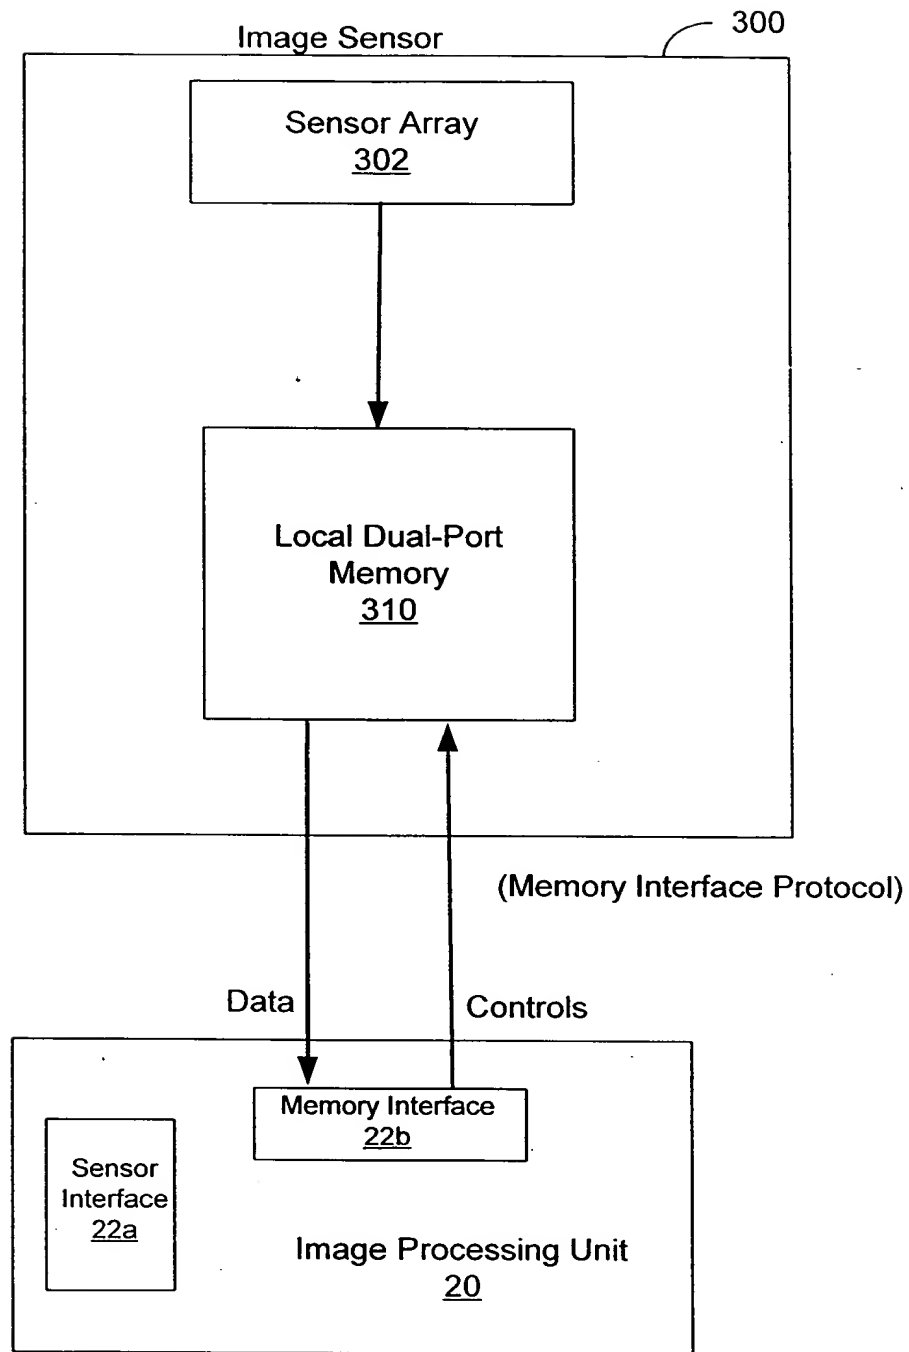 300
Image Sensor
Sensor Array
302
Local Dual-Port
Memory
310
(Memory Interface Protocol)
Data
Controls
Memory Interface
22b
Sensor
Interface
22a
Image Processing Unit
20